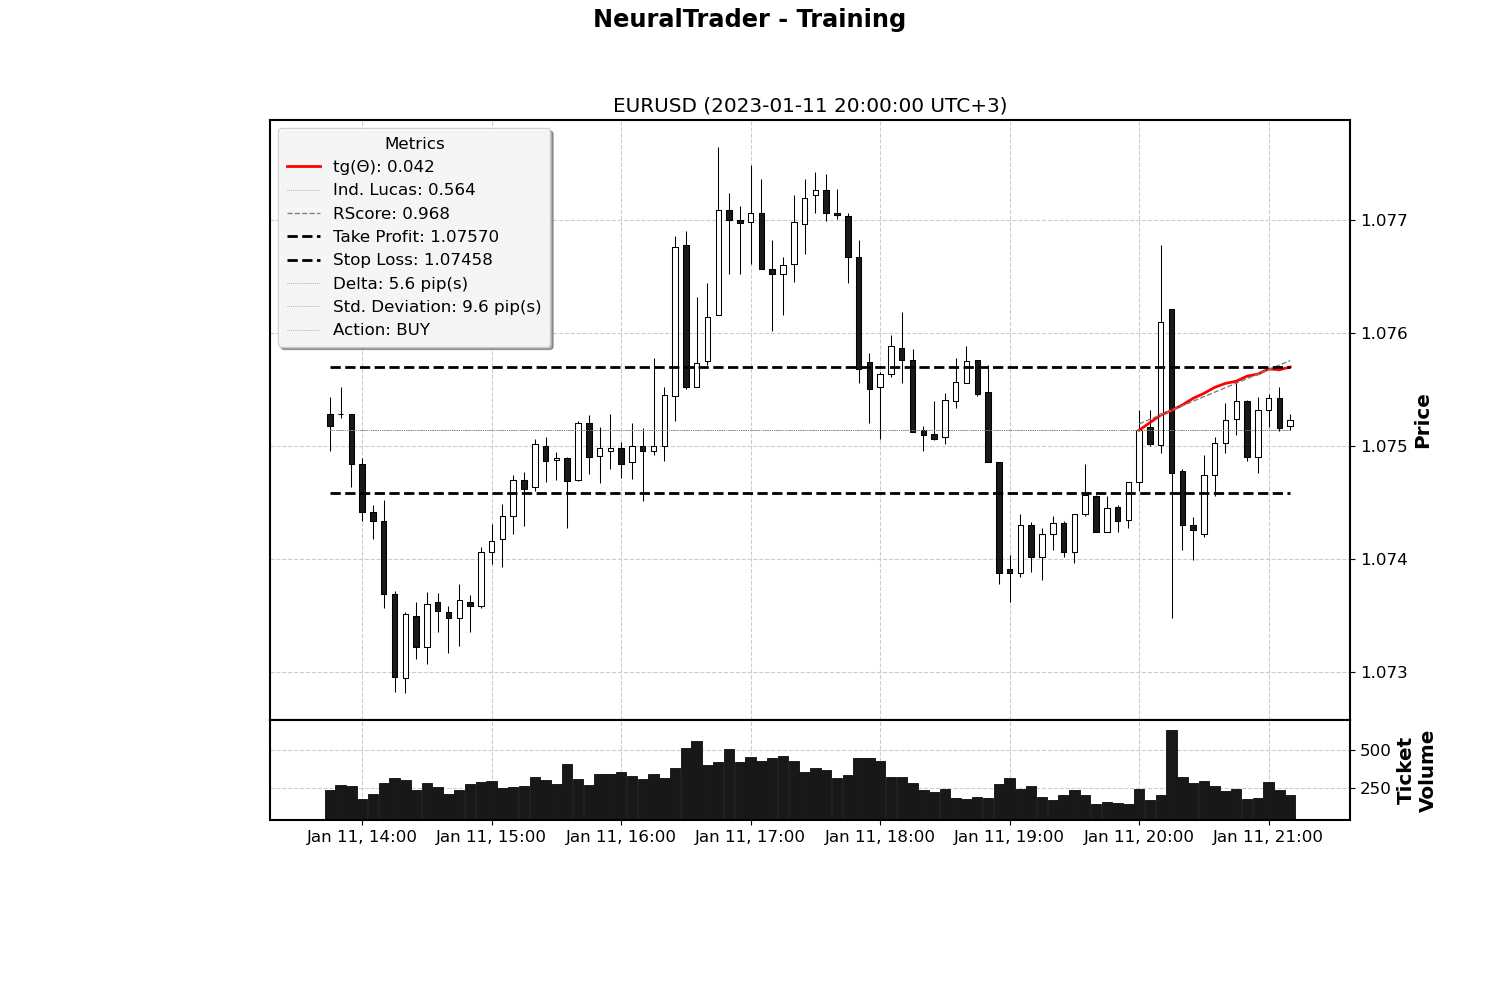 NeuralTrader - Training
EURUSD (2023-01-11 20:00:00 UTC+3)
Metrics
tg(Θ): 0.042
Ind. Lucas: 0.564
RScore: 0.968
Take Profit: 1.07570
Stop Loss: 1.07458
Delta: 5.6 pip(s)
Std. Deviation: 9.6 pip(s)
Action: BUY
1.077
1.076
1.075
1.074
1.073
Price
500
250
Ticket
Volume
Jan 11, 14:00
Jan 11, 15:00
Jan 11, 16:00
Jan 11, 17:00
Jan 11, 18:00
Jan 11, 19:00
Jan 11, 20:00
Jan 11, 21:00